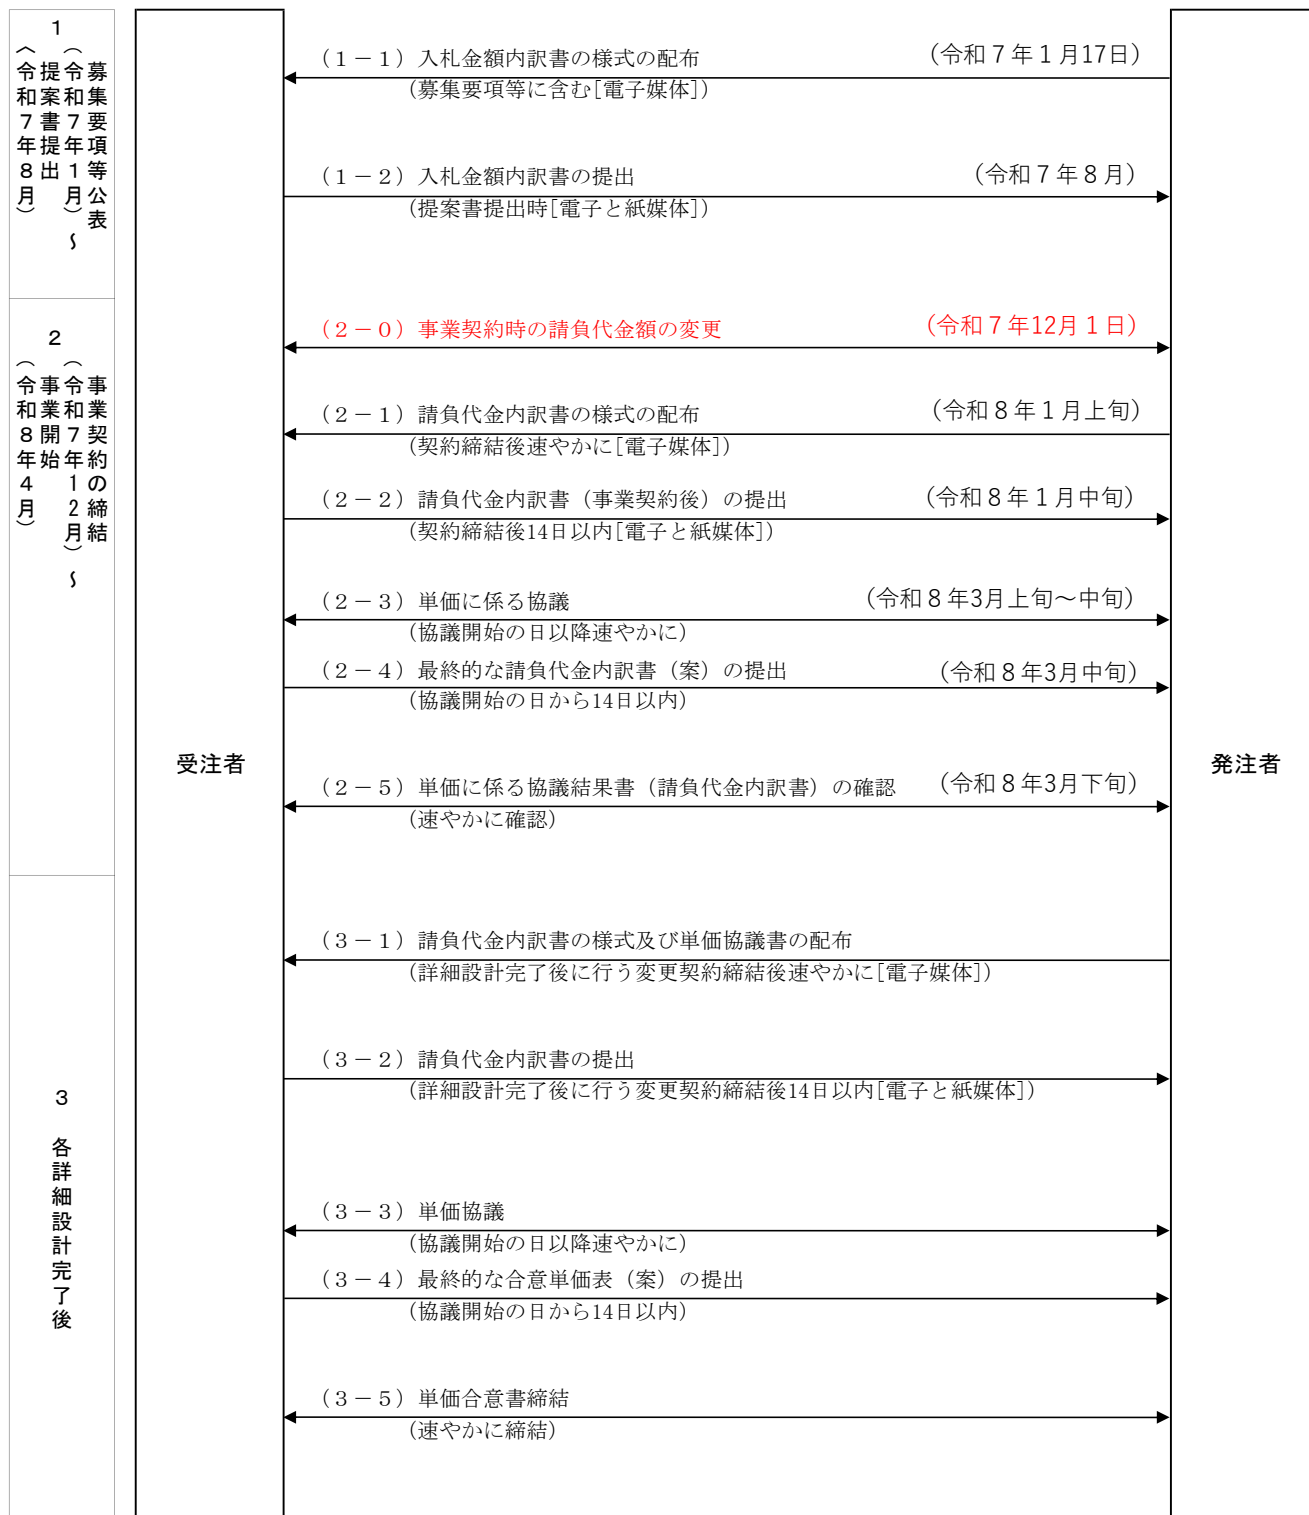 1
募集要項等公表
（令和7年1月）～
提案書提出
（令和7年8月）
（１－１）入札金額内訳書の様式の配布
（令和７年１月17日）
（募集要項等に含む[電子媒体]）
（１－２）入札金額内訳書の提出
（令和７年８月）
（提案書提出時[電子と紙媒体]）
2
事業契約の締結
（令和7年12月）～
事業開始
（令和8年4月）
（２－０）事業契約時の請負代金額の変更
（令和７年12月１日）
（２－１）請負代金内訳書の様式の配布
（令和８年１月上旬）
（契約締結後速やかに[電子媒体]）
（２－２）請負代金内訳書（事業契約後）の提出
（令和８年１月中旬）
（契約締結後14日以内[電子と紙媒体]）
（２－３）単価に係る協議
（令和８年3月上旬～中旬）
（協議開始の日以降速やかに）
（２－４）最終的な請負代金内訳書（案）の提出
（令和８年3月中旬）
（協議開始の日から14日以内）
受注者
発注者
（２－５）単価に係る協議結果書（請負代金内訳書）の確認
（令和８年3月下旬）
（速やかに確認）
3
各詳細設計完了後
（３－１）請負代金内訳書の様式及び単価協議書の配布
（詳細設計完了後に行う変更契約締結後速やかに[電子媒体]）
（３－２）請負代金内訳書の提出
（詳細設計完了後に行う変更契約締結後14日以内[電子と紙媒体]）
（３－３）単価協議
（協議開始の日以降速やかに）
（３－４）最終的な合意単価表（案）の提出
（協議開始の日から14日以内）
（３－５）単価合意書締結
（速やかに締結）